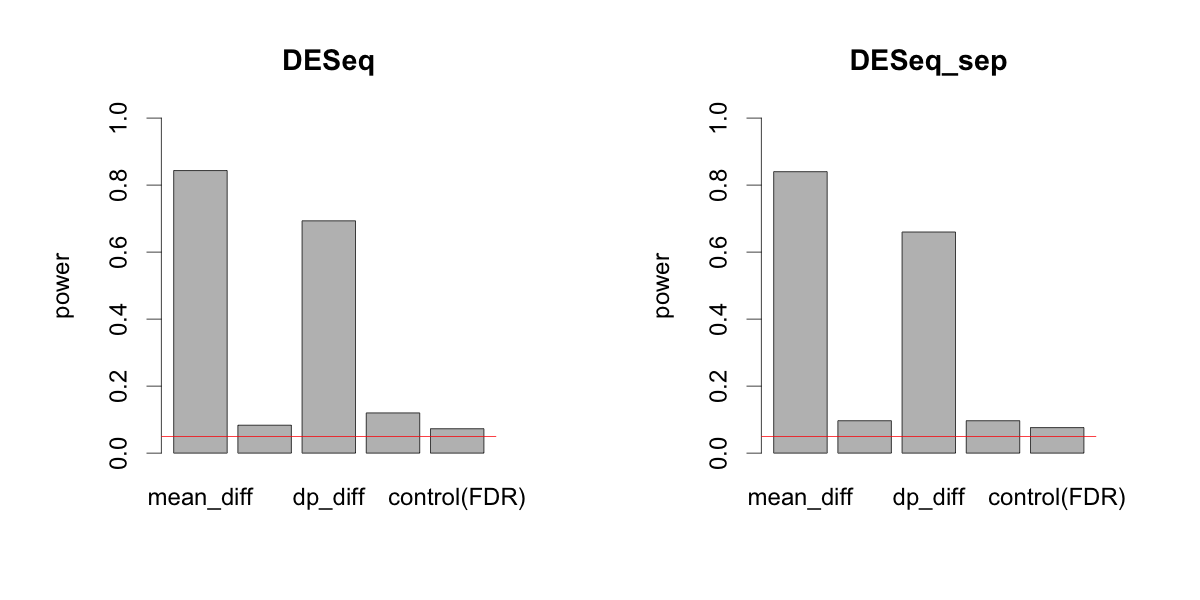 DESeq
power
1.0
0.8
0.6
0.4
0.2
0.0
mean_diff dp_diff control(FDR)
DESeq_sep
power
1.0
0.8
0.6
0.4
0.2
0.0
mean_diff dp_diff control(FDR)